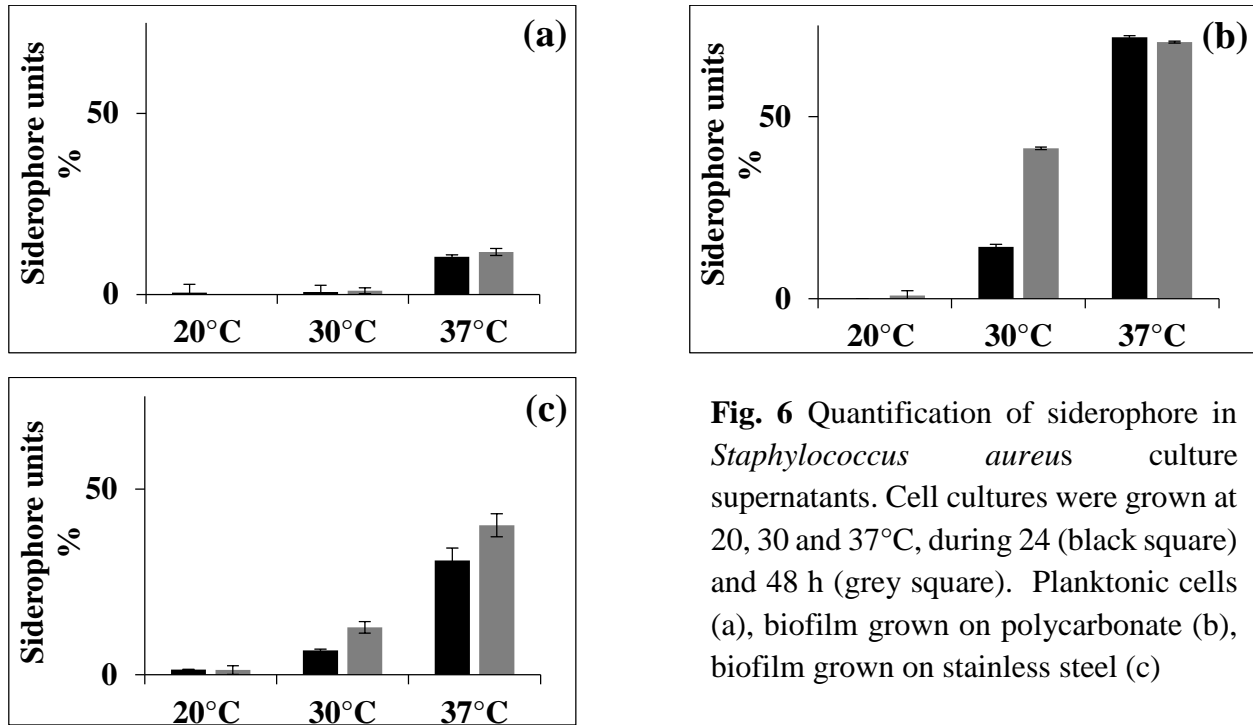 (a)
Siderophore units
%
50
0
20°C 30°C 37°C
(b)
Siderophore units
%
50
0
20°C 30°C 37°C
(c)
Siderophore units
%
50
0
20°C 30°C 37°C
Fig. 6 Quantification of siderophore in
Staphylococcus aureus culture
supernatants. Cell cultures were grown at
20, 30 and 37°C, during 24 (black square)
and 48 h (grey square). Planktonic cells
(a), biofilm grown on polycarbonate (b),
biofilm grown on stainless steel (c)